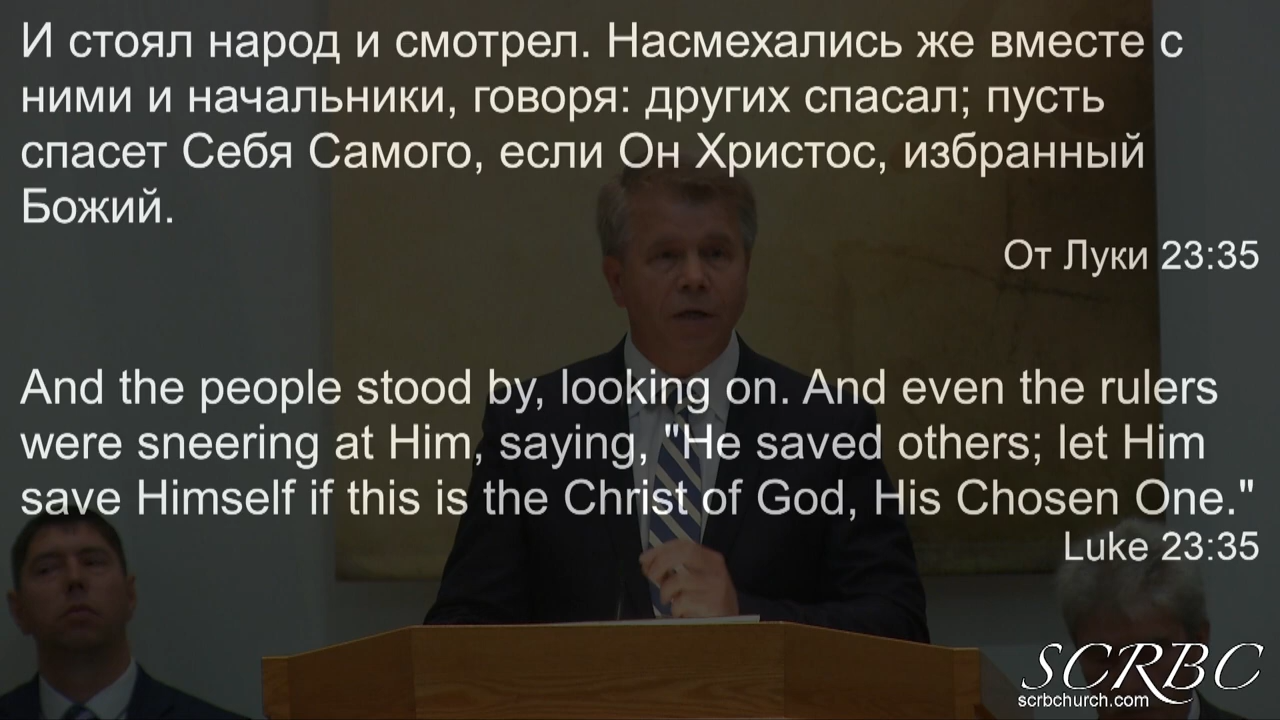 И стоял народ и смотрел. Насмехались же вместе с
ними и начальники, говоря: других спасал; пусть
спасет Себя Самого, если Он Христос, избранный
Божий.
От Луки 23:35
And the people stood by, looking on. And even the rulers
were sneering at Him, saying, "He saved others; let Him
save Himself if this is the Christ of God, His Chosen One."
Luke 23:35
SCRBC
scrbchurch.com